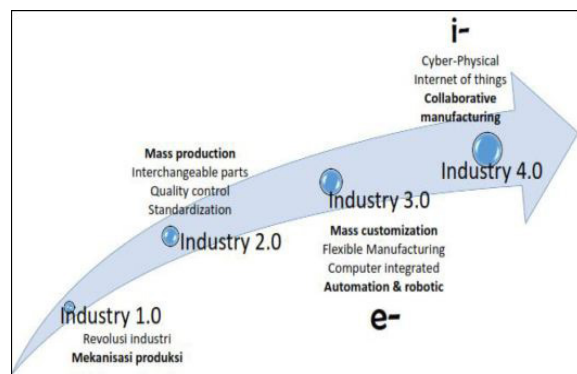 i-
Cyber-Physical
Internet of things
Collaborative
manufacturing
Industry 4.0
Mass production
Interchangeable parts
Quality control
Standardization
Industry 3.0
Industry 2.0
Mass customization
Flexible Manufacturing
Computer integrated
Automation & robotic
e-
Industry 1.0
Revolusi industri
Mekanisasi produksi